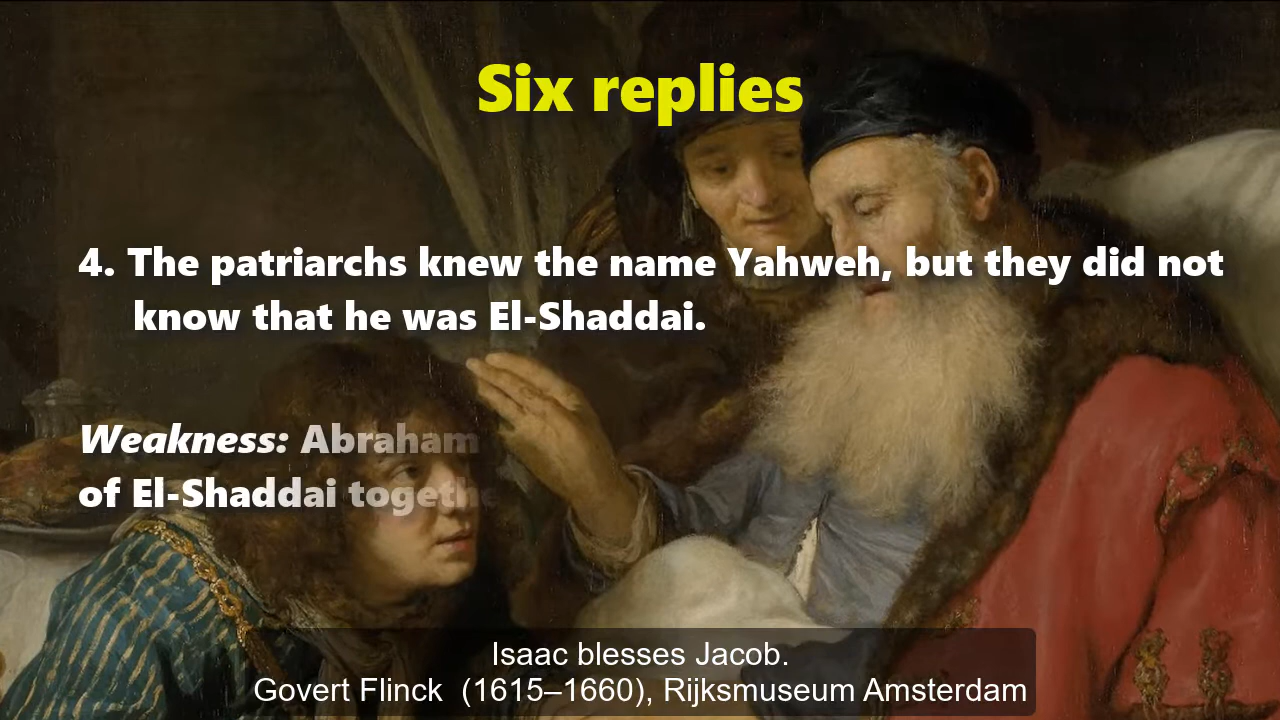 Six replies
4. The patriarchs knew the name Yahweh, but they did not
know that he was El-Shaddai.
Weakness: Abraham
of El-Shaddai togethe
Isaac blesses Jacob.
Govert Flinck (1615–1660), Rijksmuseum Amsterdam